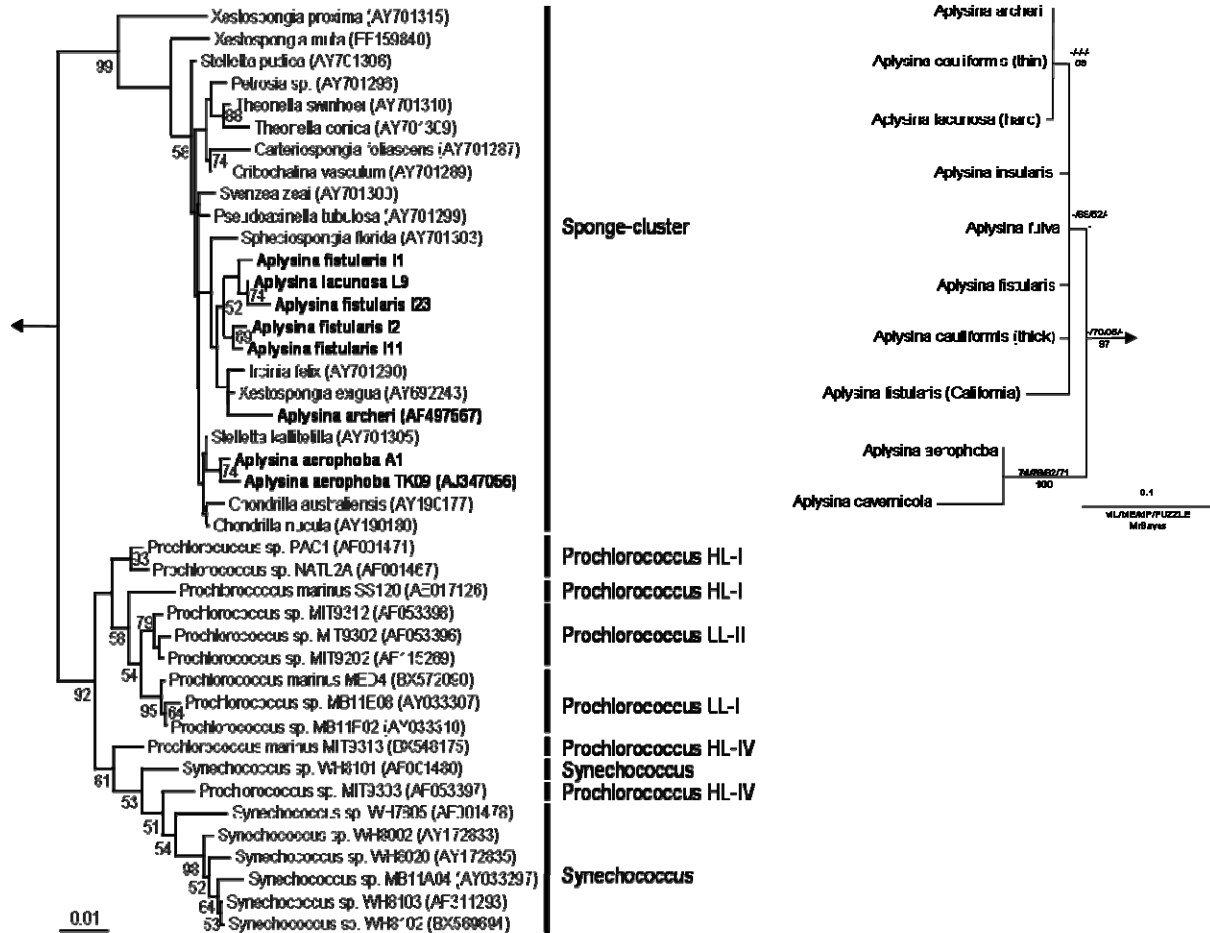 Xestospongia proxima (AY701315)
Xestospongia muta (EF159840)
99
Stelletta pudica (AY701306)
Petrosia sp. (AY701296)
Theonella swinhoei (AY701310)
88
Theonella conica (AY701309)
58
Carteriospongia foliascens (AY701287)
74
Cribochalina vasculum (AY701289)
Svenzea zeai (AY701300)
Pseudoaxinella tubulosa (AY701299)
Spheciospongia florida (AY701303)
Aplysina fistularis I1
Aplysina lacunosa L9
74
52
Aplysina fistularis I23
Aplysina fistularis I2
69
Aplysina fistularis I11
Ircinia felix (AY701290)
Xestospongia exigua (AY692243)
Aplysina archeri (AF497567)
Stelletta kallitetilla (AY701305)
Aplysina aerophoba A1
74
Aplysina aerophoba TK09 (AJ347056)
Chondrilla australiensis (AY190177)
Chondrilla nucula (AY190180)
Sponge-cluster
Prochlorococcus sp. PAC1 (AF001471)
93
Prochlorococcus sp. NATL2A (AF001467)
Prochlorococcus HL-I
Prochlorococcus marinus SS120 (AE017126)
Prochlorococcus HL-I
58
Prochlorococcus sp. MIT9312 (AF053398)
79
Prochlorococcus sp. MIT9302 (AF053396)
Prochlorococcus sp. MIT9202 (AF115269)
Prochlorococcus LL-II
54
92
Prochlorococcus marinus MED4 (BX572090)
95
Prochlorococcus sp. MB11E08 (AY033307)
64
Prochlorococcus sp. MB11F02 (AY033310)
Prochlorococcus LL-I
Prochlorococcus marinus MIT9313 (BX548175)
Prochlorococcus HL-IV
61
Synechococcus sp. WH8101 (AF001480)
Synechococcus
53
Prochorococcus sp. MIT9303 (AF053397)
Prochlorococcus HL-IV
51
Synechococcus sp. WH7805 (AF001478)
54
Synechococcus sp. WH8002 (AY172833)
98
Synechococcus sp. WH8020 (AY172835)
52
Synechococcus sp. MB11A04 (AY033297)
64
Synechococcus sp. WH8103 (AF311293)
53
Synechococcus sp. WH8102 (BX569694)
Synechococcus
0.01
Aplysina archeri
Aplysina cauliformis (thin)
Aplysina lacunosa (hard)
Aplysina insularis
Aplysina fulva
Aplysina fistularis
Aplysina cauliformis (thick)
97
Aplysina fistularis (California)
Aplysina aerophoba
100
Aplysina cavernicola
0.1
ML/ME/MP/PUZZLE
MrBayes